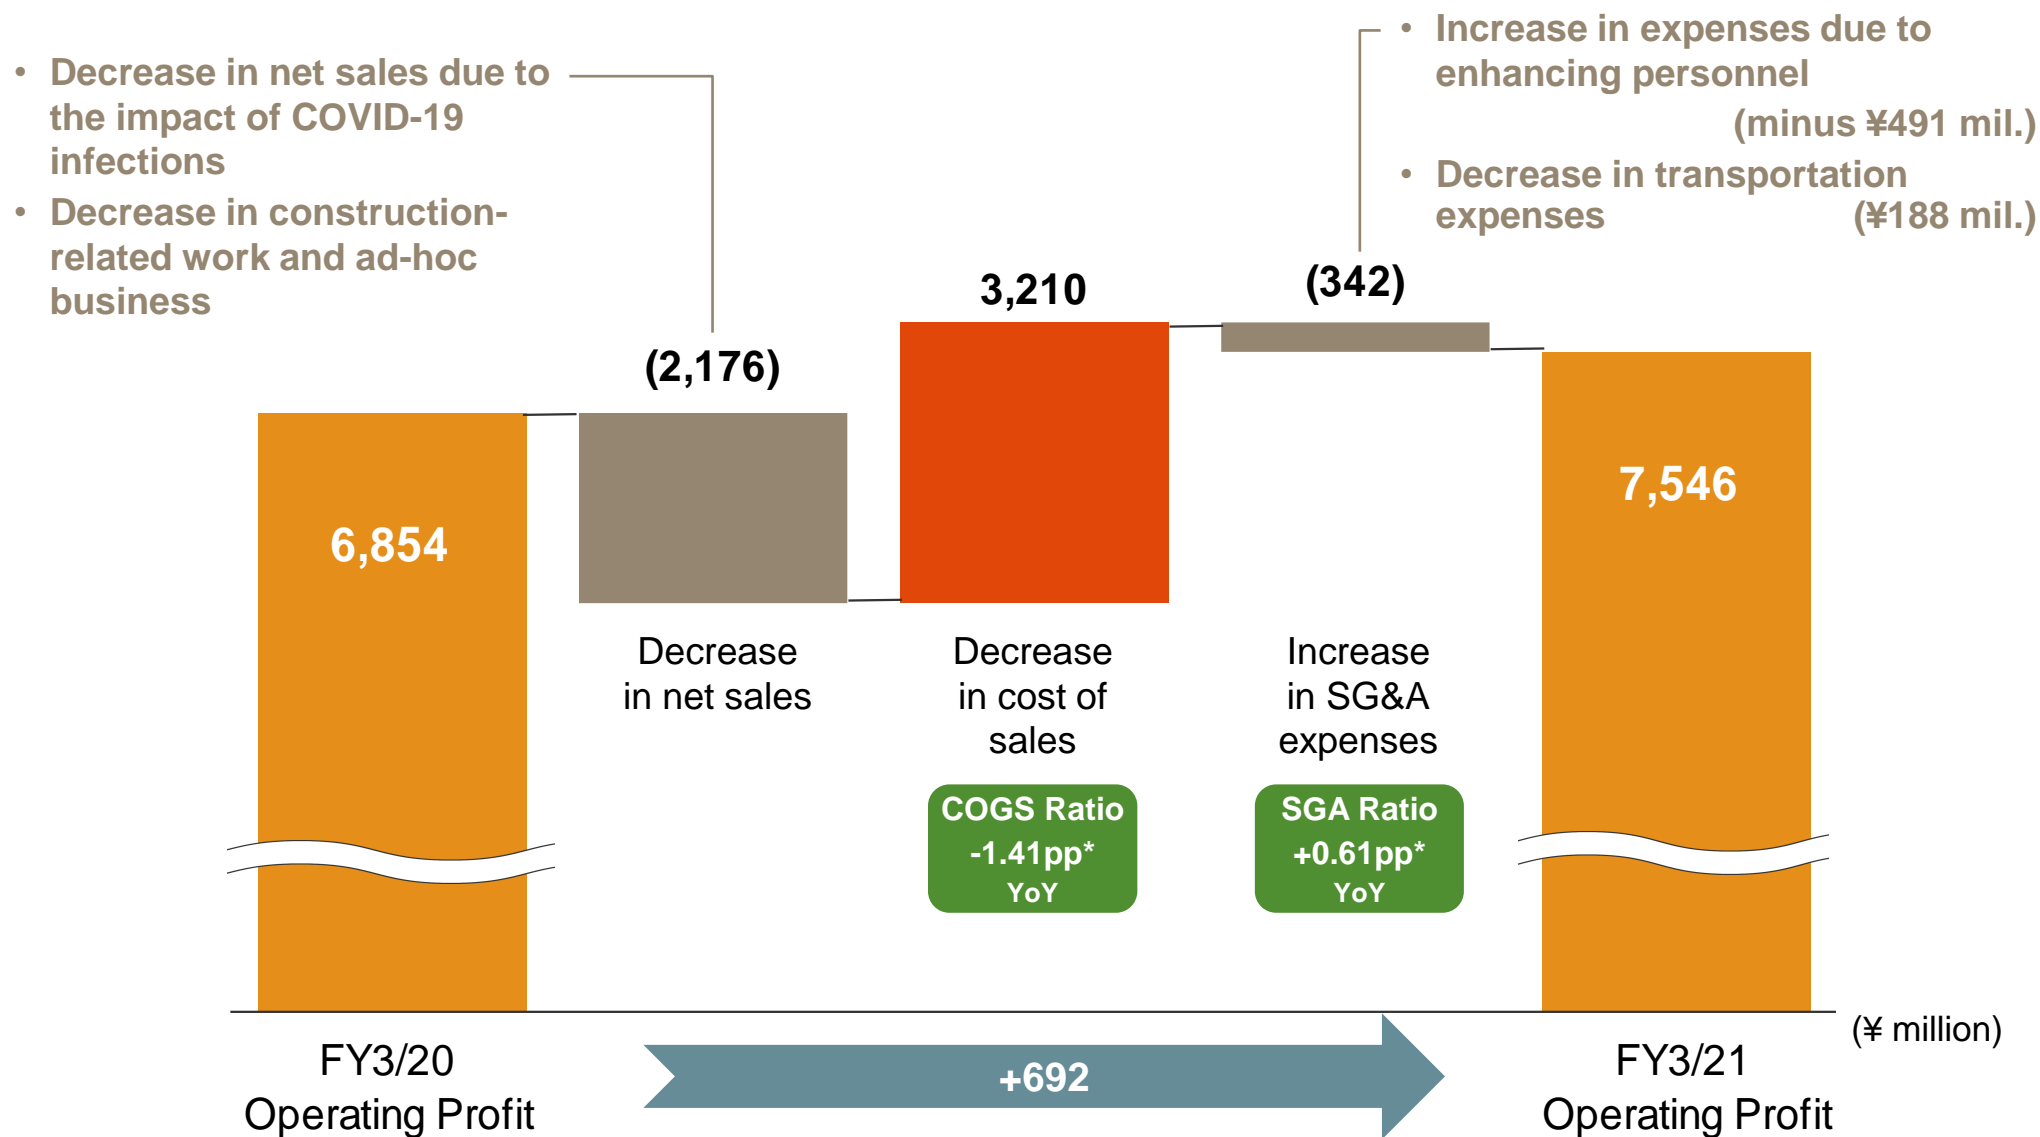 • Decrease in net sales due to
the impact of COVID-19
infections
• Decrease in construction-
related work and ad-hoc
business
• Increase in expenses due to
enhancing personnel
(minus ¥491 mil.)
• Decrease in transportation
expenses (¥188 mil.)
(2,176)
3,210
(342)
6,854
7,546
Decrease
in net sales
Decrease
in cost of
sales
Increase
in SG&A
expenses
COGS Ratio
-1.41pp*
YoY
SGA Ratio
+0.61pp*
YoY
(¥ million)
FY3/20
Operating Profit
+692
FY3/21
Operating Profit